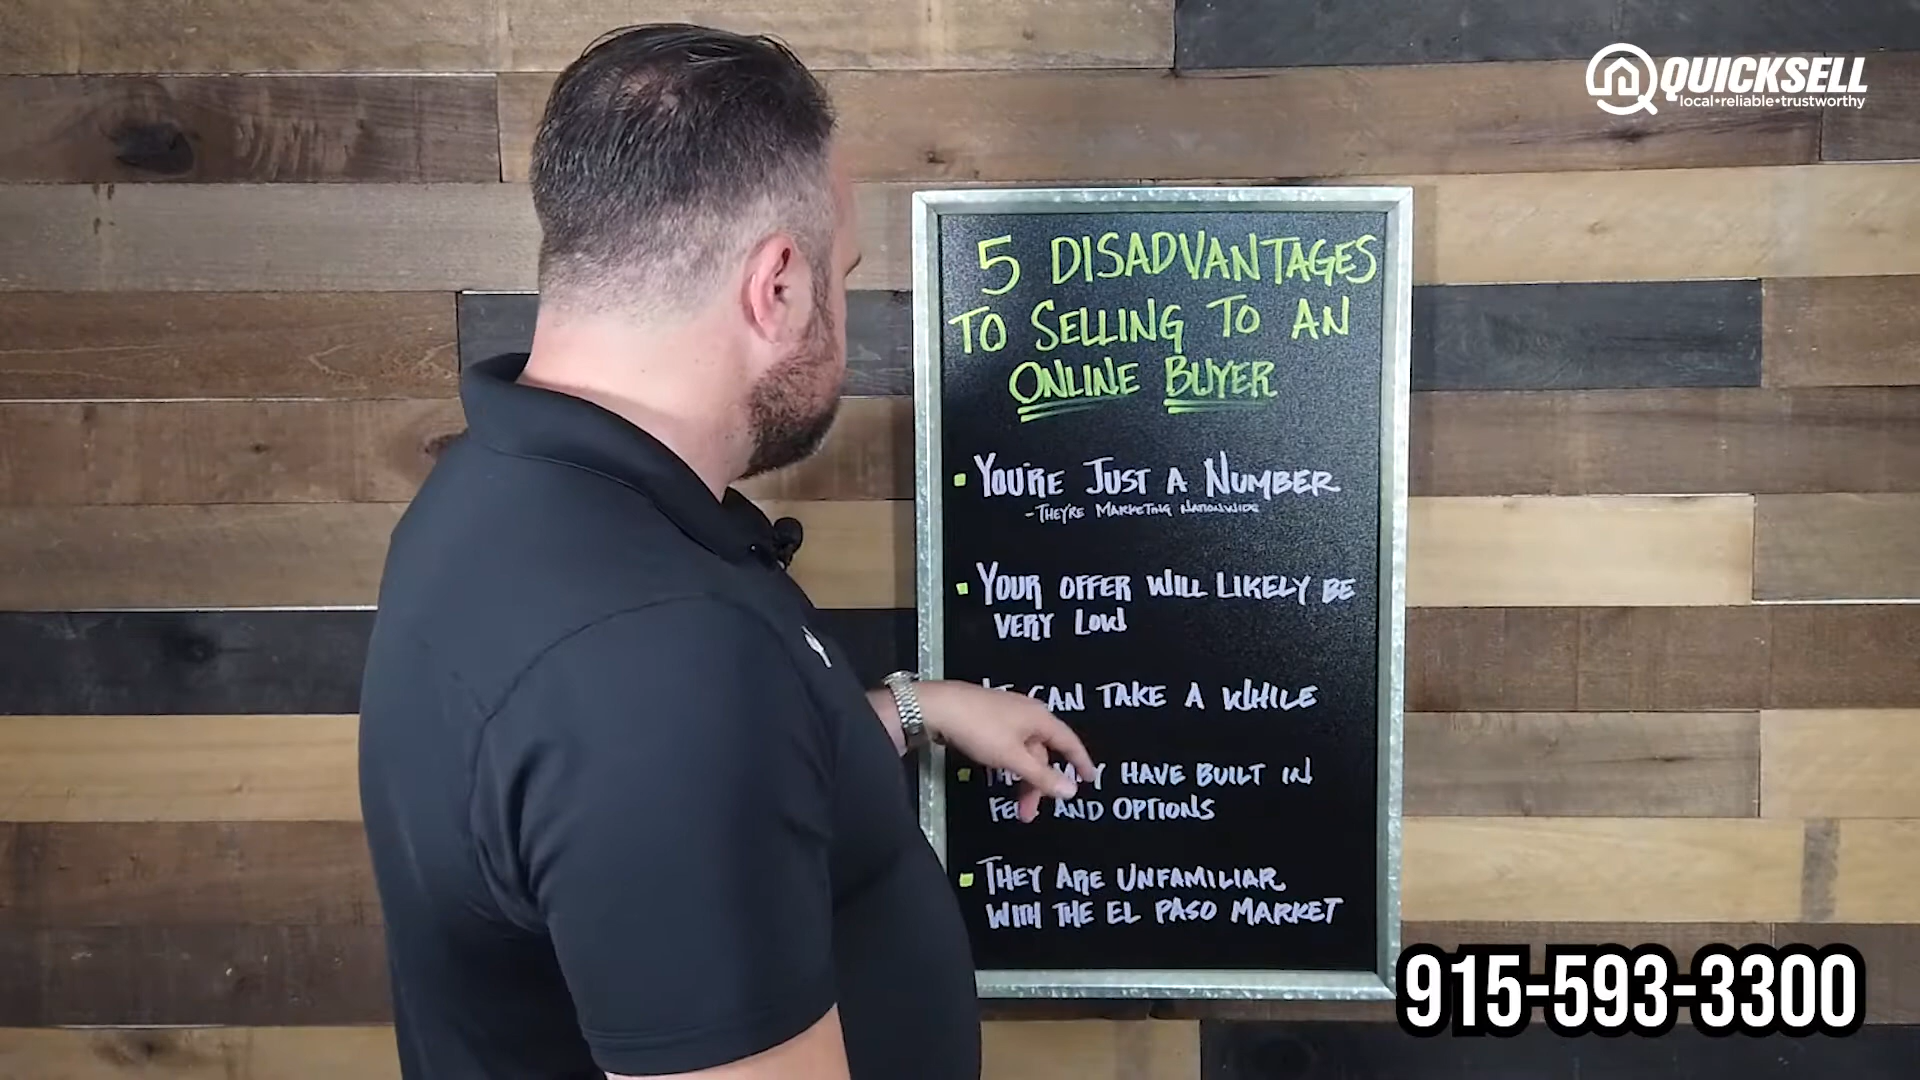 QUICKSELL
local•reliable•trustworthy
5 DISADVANTAGES
TO SELLING TO AN
ONLINE BUYER
YOU'RE JUST A NUMBER
-THEY'RE MARKETING NATIONWIDE
YOUR OFFER WILL LIKELY BE
VERY LOW
CAN TAKE A WHILE
HAVE BUILT IN
AND OPTIONS
THEY ARE UNFAMILIAR
WITH THE EL PASO MARKET
915-593-3300